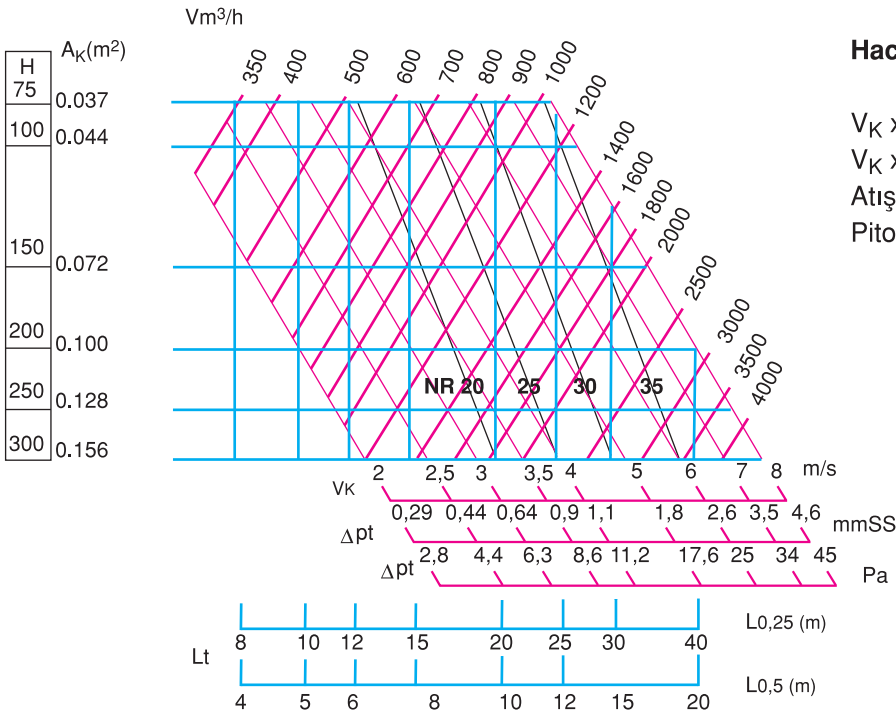 Vm³/h
350 400 500 600 700 800 900 1000
1200
1400
1600
1800
2000
2500
3000
3500
4000
Aₖ(m²)
H
75
100
150
200
250
300
0.037
0.044
0.072
0.100
0.128
0.156
NR 20 25 30 35
Vₖ 2 2,5 3 3,5 4 5 6 7 8 m/s
Δpt 0,29 0,44 0,64 0,9 1,1 1,8 2,6 3,5 4,6 mmSS
Δpt 2,8 4,4 6,3 8,6 11,2 17,6 25 34 45 Pa
Lt
8 10 12 15 20 25 30 40 L0,25 (m)
4 5 6 8 10 12 15 20 L0,5 (m)
Hac
Vₖ x
Vₖ x
Atış
Pito